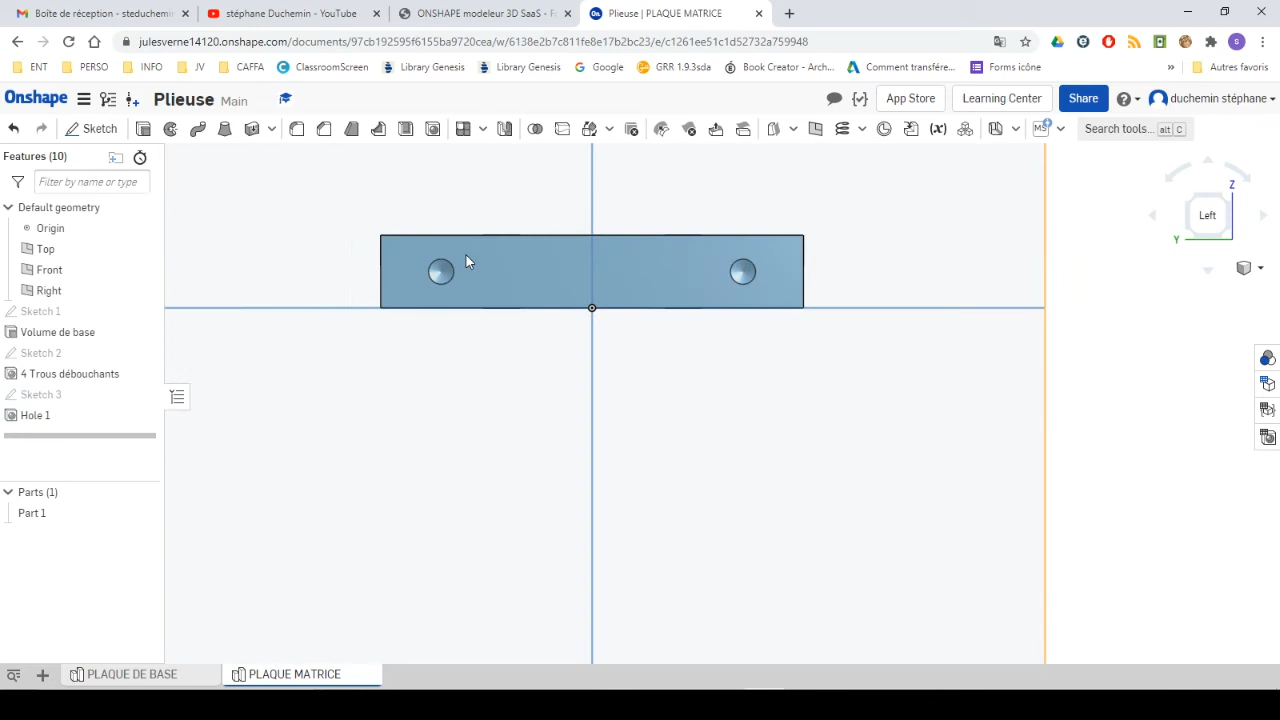 Boîte de réception - steduchemin
stéphane Duchemin - YouTube
ONSHAPE modeleur 3D SaaS - F
Plieuse | PLAQUE MATRICE
julesverne14120.onshape.com/documents/97cb192595f6155ba9720cea/w/6138e2b7c811fe8e17b2bc23/e/c1261ee51c1d52732a759948
ENT
PERSO
INFO
JV
CAFFA
ClassroomScreen
Library Genesis
Library Genesis
Google
GRR 1.9.3sda
Book Creator - Arch...
Comment transfére...
Forms icône
»
Autres favoris
Onshape
Plieuse Main
App Store
Learning Center
Share
duchemin stéphane
Sketch
(x)
MS
Search tools... alt C
Features (10)
Filter by name or type
Default geometry
Origin
Top
Front
Right
Sketch 1
Volume de base
Sketch 2
4 Trous débouchants
Sketch 3
Hole 1
Parts (1)
Part 1
Z
Left
Y
PLAQUE DE BASE
PLAQUE MATRICE